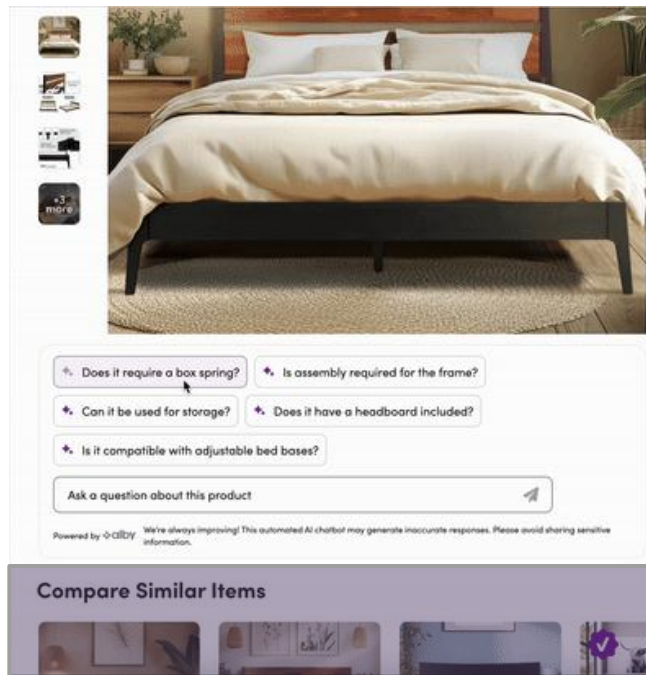 +3
more
Does it require a box spring?
Is assembly required for the frame?
Can it be used for storage?
Does it have a headboard included?
Is it compatible with adjustable bed bases?
Ask a question about this product
Powered by alby
We're always improving! This automated AI chatbot may generate inaccurate responses. Please avoid sharing sensitive
information.
Compare Similar Items